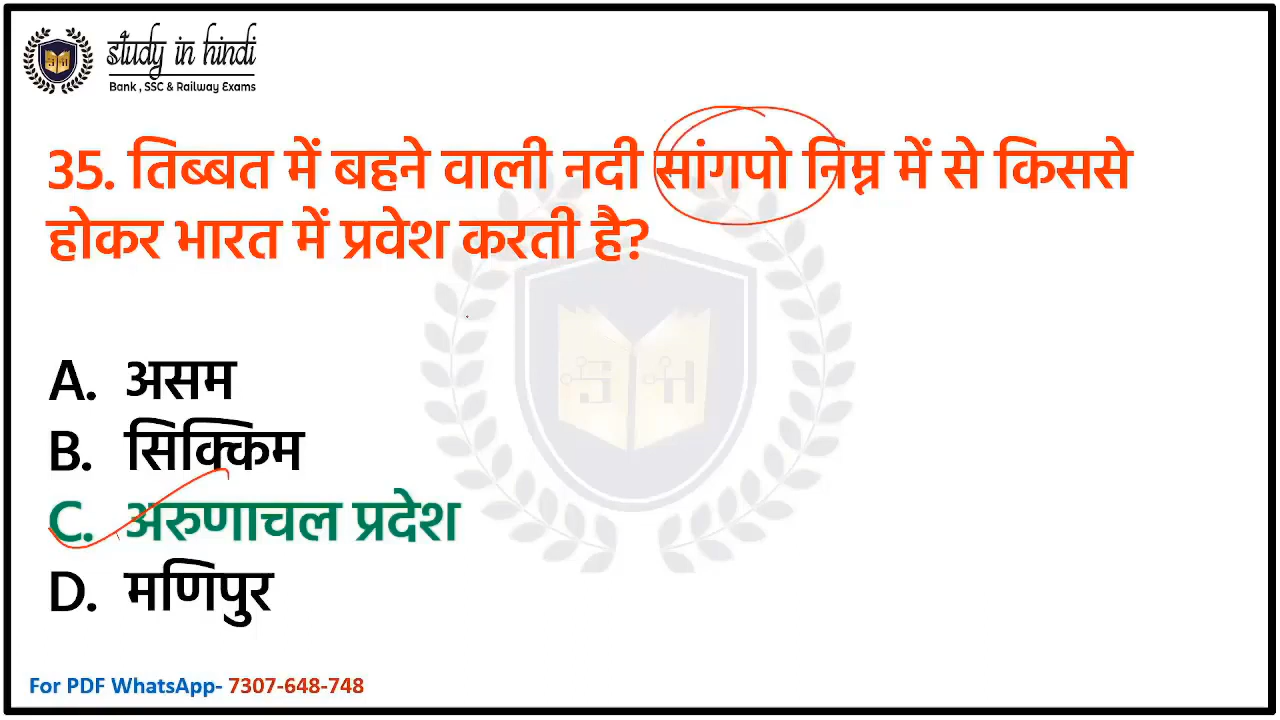 study in hindi
Bank , SSC & Railway Exams
35. तिब्बत में बहने वाली नदी सांगपो निम्न में से किससे
होकर भारत में प्रवेश करती है?
S H
A. असम
B. सिक्किम
C. अरुणाचल प्रदेश
D. मणिपुर
For PDF WhatsApp- 7307-648-748